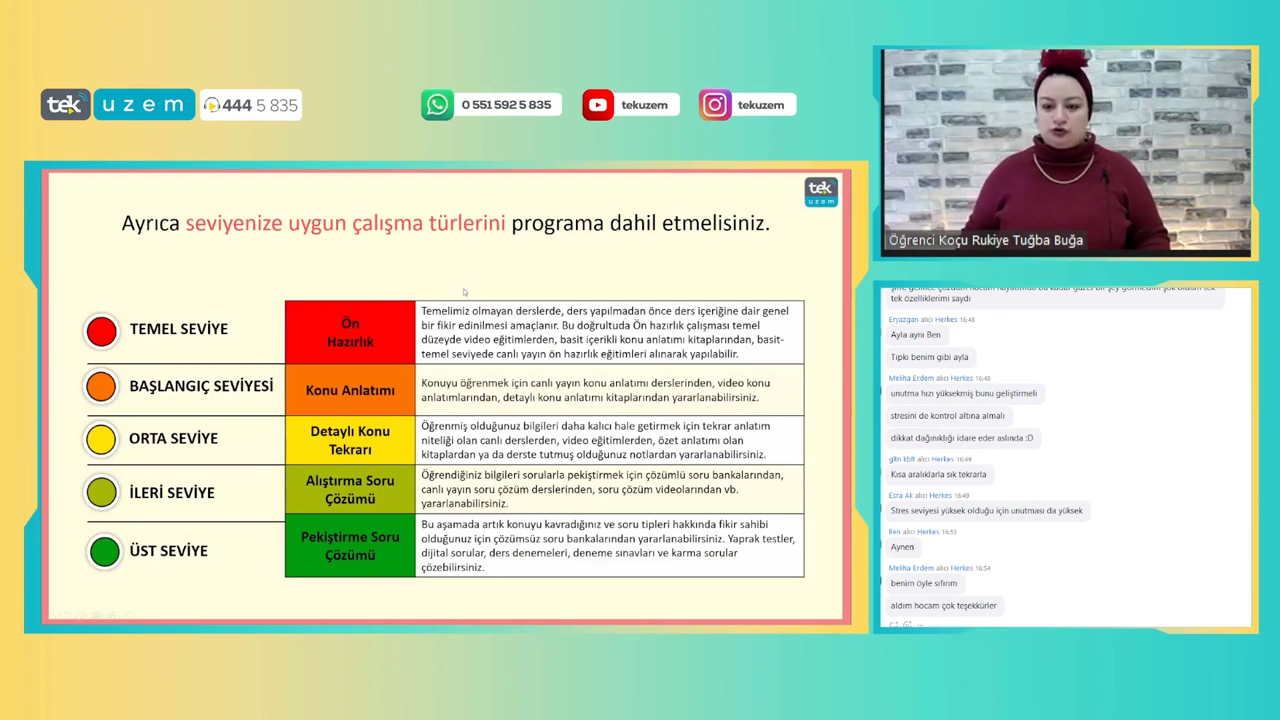 tek
uzem
444 5 835
0 551 592 5 835
tekuzem
tekuzem
tek
uzem
Ayrıca seviyenize uygun çalışma türlerini programa dahil etmelisiniz.
TEMEL SEVİYE
Ön
Hazırlık
Temelimiz olmayan derslerde, ders yapılmadan önce ders içeriğine dair genel
bir fikir edinilmesi amaçlanır. Bu doğrultuda Ön hazırlık çalışması temel
düzeyde video eğitimlerden, basit içerikli konu anlatımı kitaplarından, basit-
temel seviyede canlı yayın ön hazırlık eğitimleri alınarak yapılabilir.
BAŞLANGIÇ SEVİYESİ
Konu Anlatımı
Konuyu öğrenmek için canlı yayın konu anlatımı derslerinden, video konu
anlatımlarından, detaylı konu anlatımı kitaplarından yararlanabilirsiniz.
ORTA SEVİYE
Detaylı Konu
Tekrarı
Öğrenmiş olduğunuz bilgileri daha kalıcı hale getirmek için tekrar anlatım
niteliği olan canlı derslerden, video eğitimlerden, özet anlatımı olan
kitaplardan ya da derste tutmuş olduğunuz notlardan yararlanabilirsiniz.
İLERİ SEVİYE
Alıştırma Soru
Çözümü
Öğrendiğiniz bilgileri sorularla pekiştirmek için çözümlü soru bankalarından,
canlı yayın soru çözüm derslerinden, soru çözüm videolarından vb.
yararlanabilirsiniz.
ÜST SEVİYE
Pekiştirme Soru
Çözümü
Bu aşamada artık konuyu kavradığınız ve soru tipleri hakkında fikir sahibi
olduğunuz için çözümsüz soru bankalarından yararlanabilirsiniz. Yaprak testler,
dijital sorular, ders denemeleri, deneme sınavları ve karma sorular
çözebilirsiniz.
Öğrenci Koçu Rukiye Tuğba Buğa
tek özelliklerimi saydı
Eryazgan alıcı Herkes 16:48
Ayla aynı Ben
Tıpkı benim gibi ayla
Meliha Erdem alıcı Herkes 16:48
unutma hızı yüksekmiş bunu geliştirmeli
stresini de kontrol altına almalı
dikkat dağınıklığı idare eder aslında :D
gltn kblt alıcı Herkes 16:49
Kısa aralıklarla sık tekrarla
Esra Ak alıcı Herkes 16:49
Stres seviyesi yüksek olduğu için unutması da yüksek
Ben alıcı Herkes 16:53
Aynen
Meliha Erdem alıcı Herkes 16:54
benim öyle sıfırım
aldım hocam çok teşekkürler